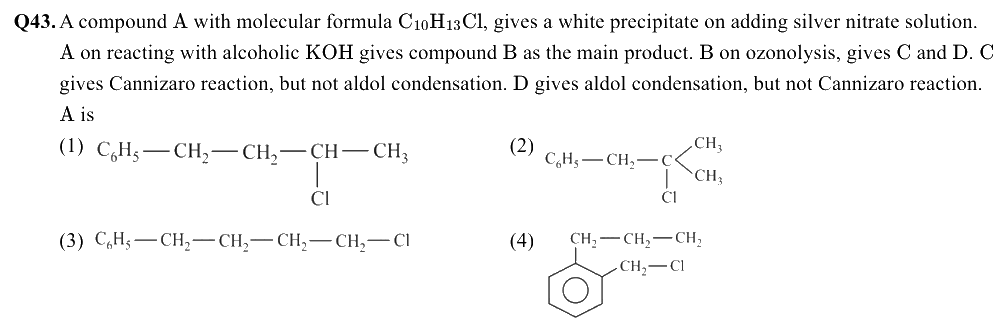 Q43. A compound A with molecular formula C₁₀H₁₃Cl, gives a white precipitate on adding silver nitrate solution.
A on reacting with alcoholic KOH gives compound B as the main product. B on ozonolysis, gives C and D. C
gives Cannizaro reaction, but not aldol condensation. D gives aldol condensation, but not Cannizaro reaction.
A is
(1) C₆H₅—CH₂—CH₂—CH—CH₃
Cl
(2) C₆H₅—CH₂—C
CH₃
CH₃
Cl
(3) C₆H₅—CH₂—CH₂—CH₂—CH₂—Cl
(4) CH₂—CH₂—CH₂
CH₂—Cl